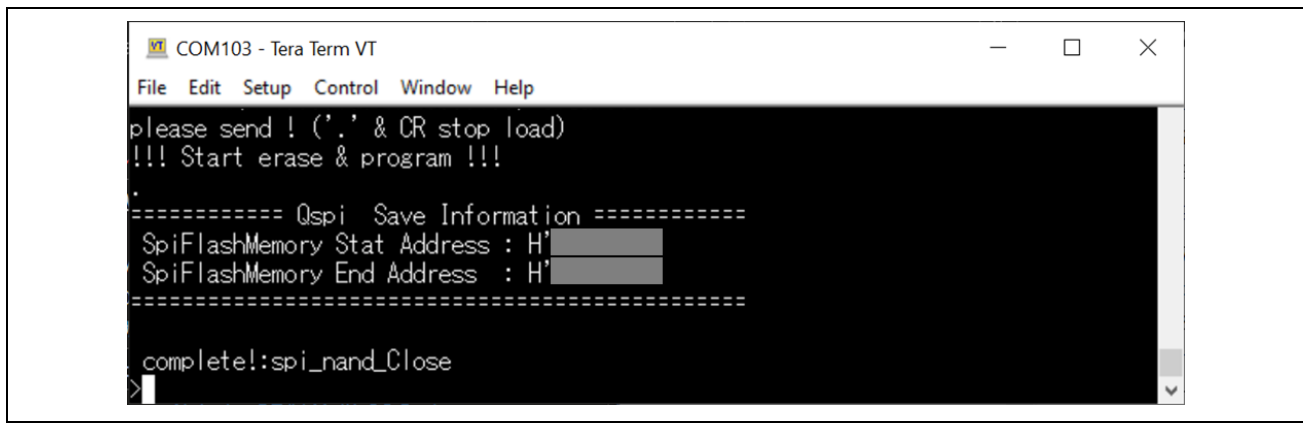 COM103 - Tera Term VT
File Edit Setup Control Window Help
please send ! ('.' & CR stop load)
!!! Start erase & program !!!
.
============ Qspi  Save Information ============
SpiFlashMemory Stat Address : H'
SpiFlashMemory End Address  : H'
================================================
complete!:spi_nand_Close
>